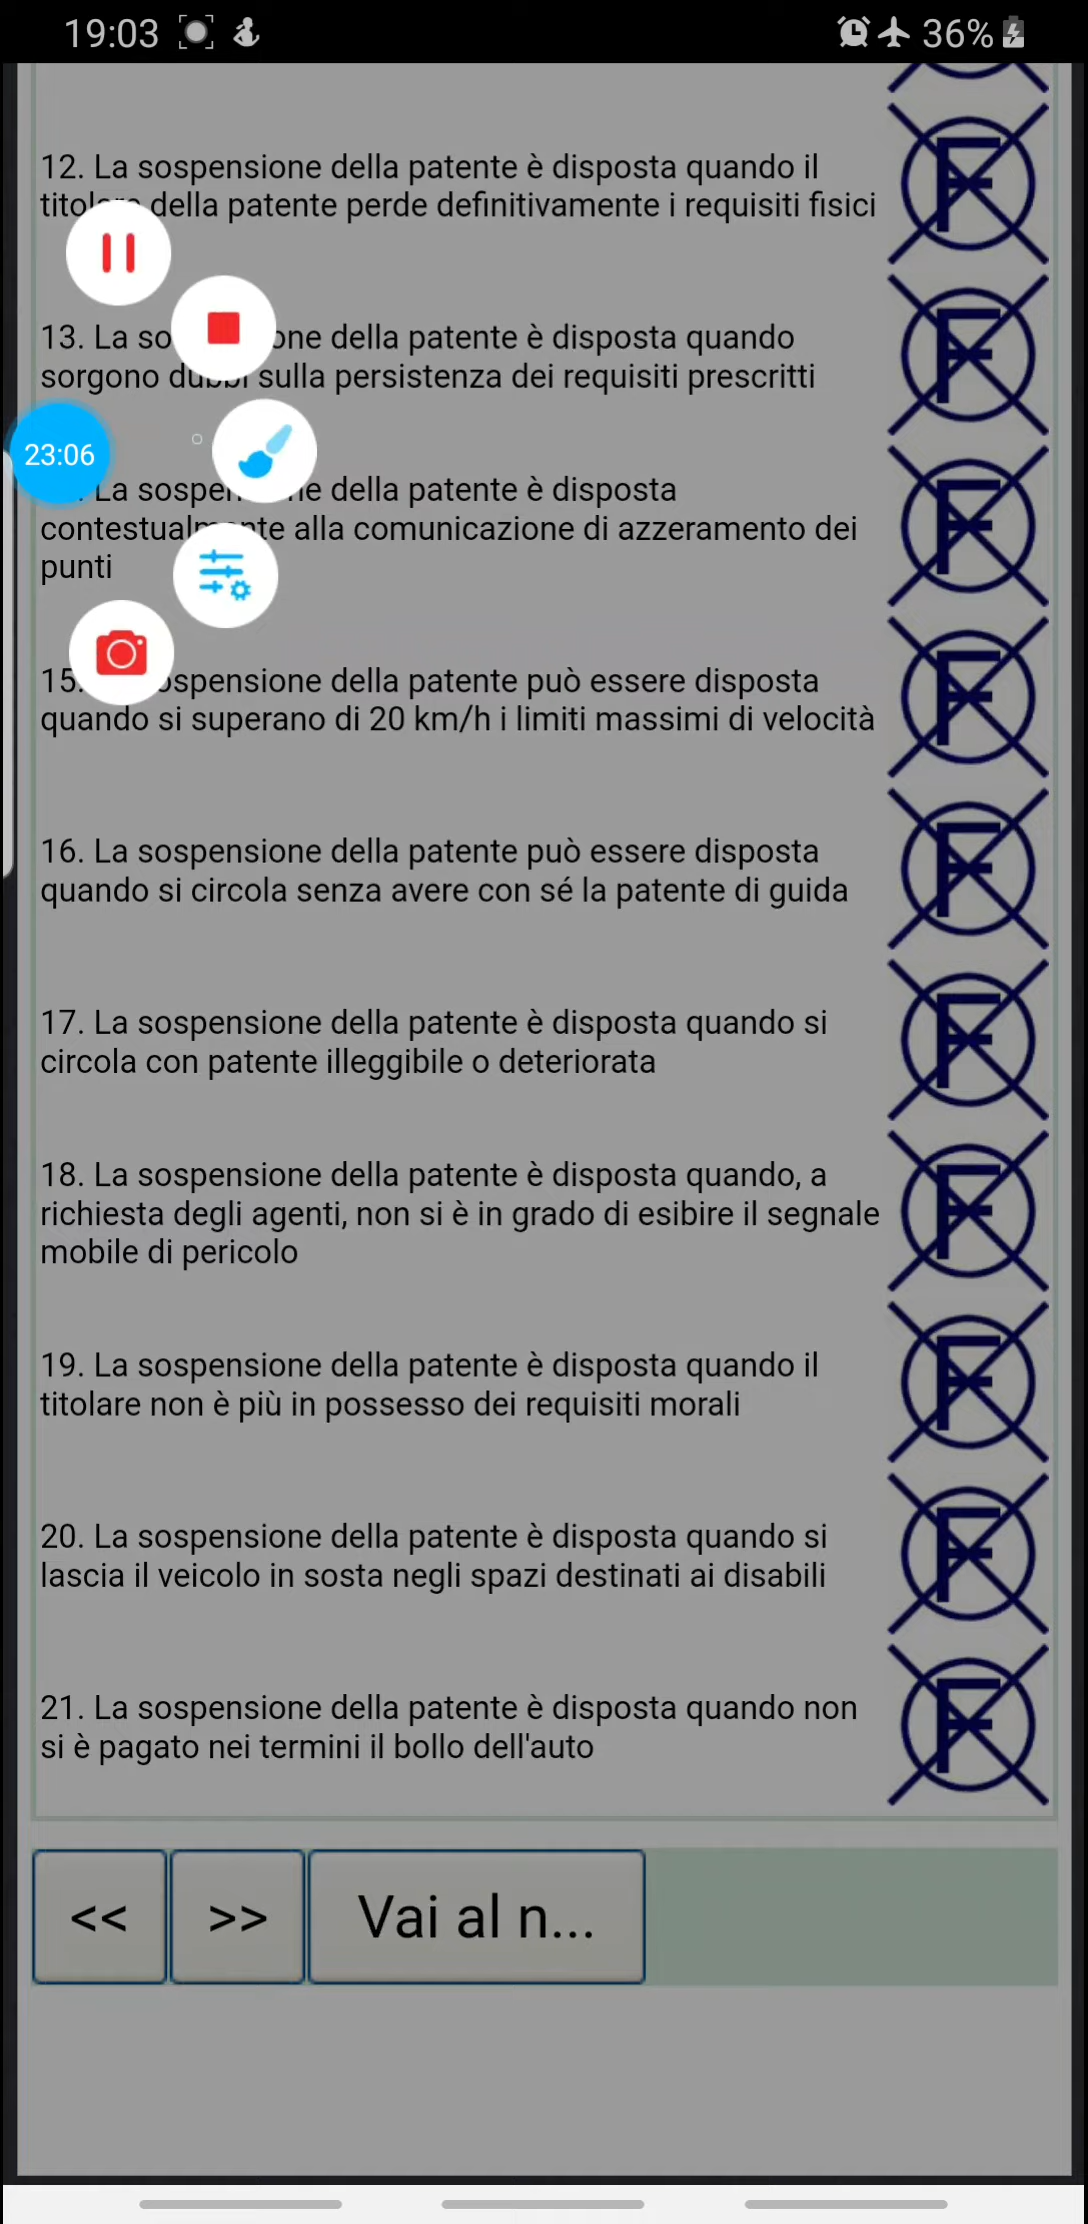 19:03 36%
12. La sospensione della patente è disposta quando il
della patente perde definitivamente i requisiti fisici
13. La della patente è disposta quando
sorgono sulla persistenza dei requisiti prescritti
23:06
La della patente è disposta
alla comunicazione di azzeramento dei
punti
15. della patente può essere disposta
quando si superano di 20 km/h i limiti massimi di velocità
16. La sospensione della patente può essere disposta
quando si circola senza avere con sé la patente di guida
17. La sospensione della patente è disposta quando si
circola con patente illeggibile o deteriorata
18. La sospensione della patente è disposta quando, a
richiesta degli agenti, non si è in grado di esibire il segnale
mobile di pericolo
19. La sospensione della patente è disposta quando il
titolare non è più in possesso dei requisiti morali
20. La sospensione della patente è disposta quando si
lascia il veicolo in sosta negli spazi destinati ai disabili
21. La sospensione della patente è disposta quando non
si è pagato nei termini il bollo dell'auto
F
F
F
F
F
F
F
F
F
F
<< >> Vai al n...